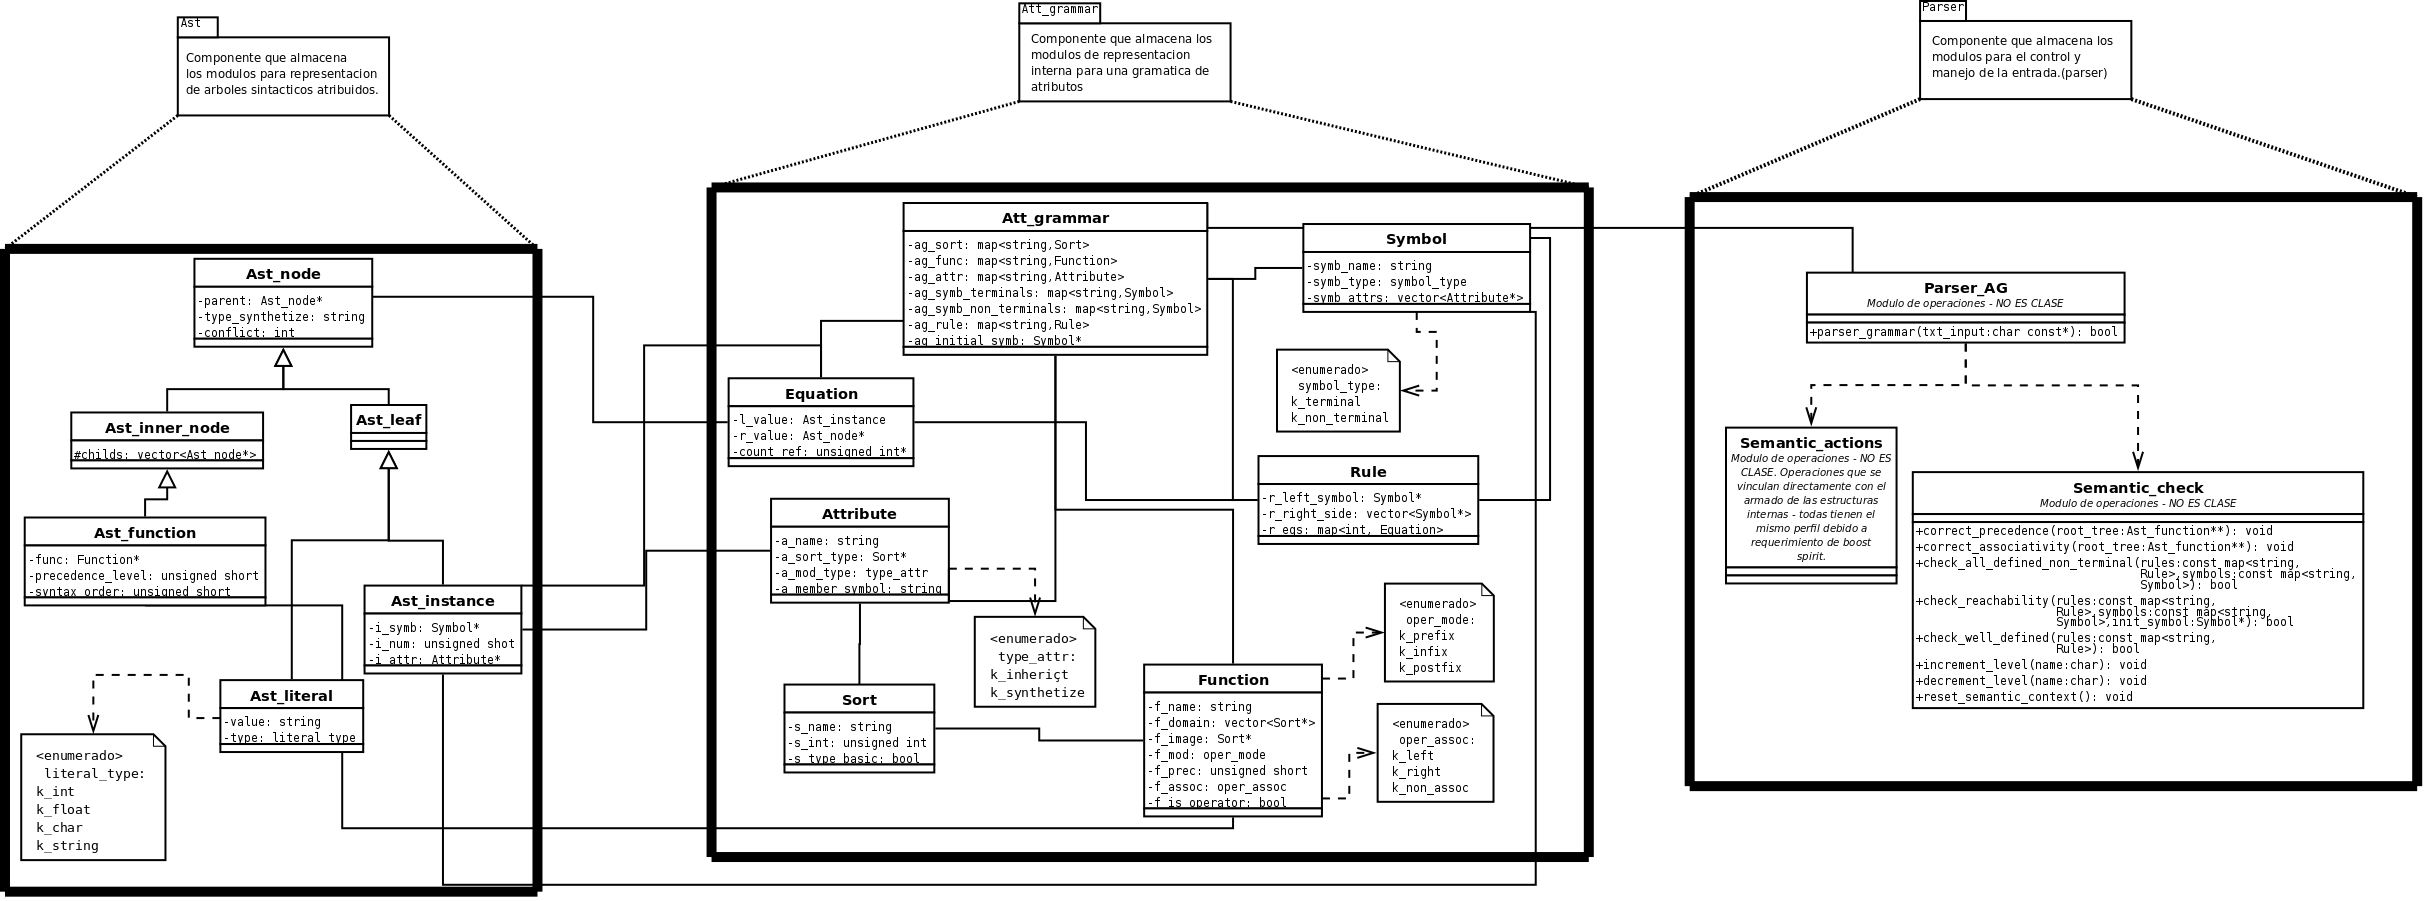 Ast
Componente que almacena
los modulos para representacion
de arboles sintacticos atribuidos.
Ast_node
-parent: Ast_node*
-type_synthetize: string
-conflict: int
Ast_inner_node
#childs: vector<Ast_node*>
Ast_leaf
Ast_function
-func: Function*
-precedence_level: unsigned short
-syntax_order: unsigned short
Ast_instance
-i_symb: Symbol*
-i_num: unsigned shot
-i_attr: Attribute*
Ast_literal
-value: string
-type: literal_type
<enumerado>
literal_type:
k_int
k_float
k_char
k_string
Att_grammar
Componente que almacena los
modulos de representacion
interna para una gramatica de
atributos
Att_grammar
-ag_sort: map<string,Sort>
-ag_func: map<string,Function>
-ag_attr: map<string,Attribute>
-ag_symb_terminals: map<string,Symbol>
-ag_symb_non_terminals: map<string,Symbol>
-ag_rule: map<string,Rule>
-ag_initial_symb: Symbol*
Symbol
-symb_name: string
-symb_type: symbol_type
-symb_attrs: vector<Attribute*>
<enumerado>
symbol_type:
k_terminal
k_non_terminal
Equation
-l_value: Ast_instance
-r_value: Ast_node*
-count_ref: unsigned int*
Rule
-r_left_symbol: Symbol*
-r_right_side: vector<Symbol*>
-r_eqs: map<int, Equation>
Attribute
-a_name: string
-a_sort_type: Sort*
-a_mod_type: type_attr
-a_member_symbol: string
<enumerado>
type_attr:
k_inheriçt
k_synthetize
Sort
-s_name: string
-s_int: unsigned int
-s_type_basic: bool
Function
-f_name: string
-f_domain: vector<Sort*>
-f_image: Sort*
-f_mod: oper_mode
-f_prec: unsigned short
-f_assoc: oper_assoc
-f_is_operator: bool
<enumerado>
oper_mode:
k_prefix
k_infix
k_postfix
<enumerado>
oper_assoc:
k_left
k_right
k_non_assoc
Parser
Componente que almacena los
modulos para el control y
manejo de la entrada.(parser)
Parser_AG
Modulo de operaciones - NO ES CLASE
+parser_grammar(txt_input:char const*): bool
Semantic_actions
Modulo de operaciones - NO ES
CLASE. Operaciones que se
vinculan directamente con el
armado de las estructuras
internas - todas tienen el
mismo perfil debido a
requerimiento de boost
spirit.
Semantic_check
Modulo de operaciones - NO ES CLASE
+correct_precedence(root_tree:Ast_function**): void
+correct_associativity(root_tree:Ast_function**): void
+check_all_defined_non_terminal(rules:const map<string,
Rule>,symbols:const map<string,
Symbol>): bool
+check_reachability(rules:const map<string,
Rule>,symbols:const map<string,
Symbol>,init_symbol:Symbol*): bool
+check_well_defined(rules:const map<string,
Rule>): bool
+increment_level(name:char): void
+decrement_level(name:char): void
+reset_semantic_context(): void